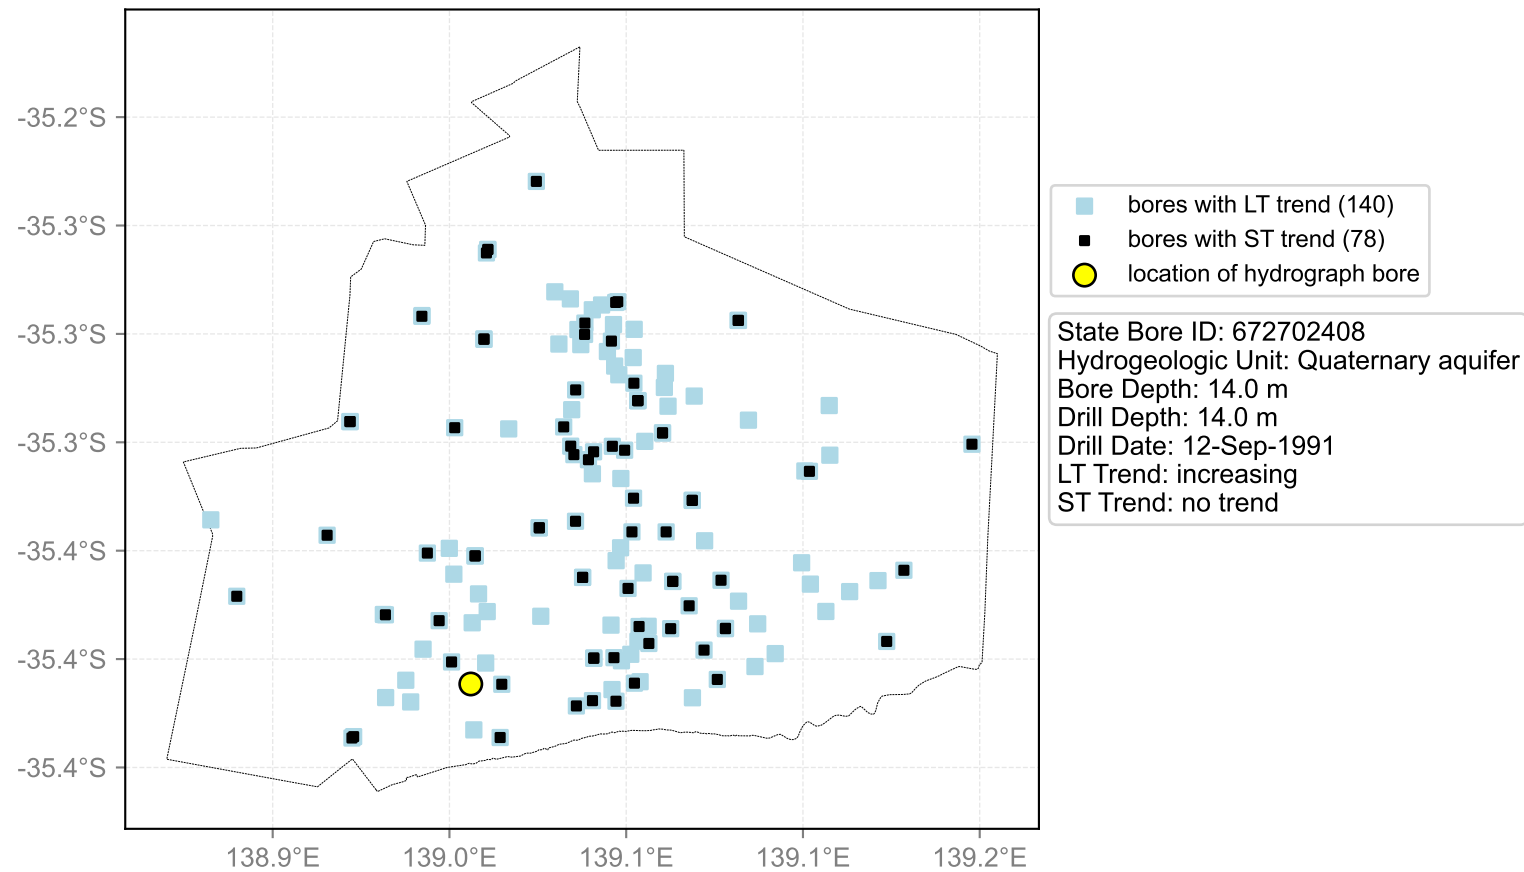 -35.2°S
-35.3°S
-35.3°S
-35.3°S
-35.4°S
-35.4°S
-35.4°S
138.9°E
139.0°E
139.1°E
139.1°E
139.2°E
bores with LT trend (140)
bores with ST trend (78)
location of hydrograph bore
State Bore ID: 672702408
Hydrogeologic Unit: Quaternary aquifer
Bore Depth: 14.0 m
Drill Depth: 14.0 m
Drill Date: 12-Sep-1991
LT Trend: increasing
ST Trend: no trend